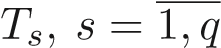 $T_s,\ s = \overline{1,q}$